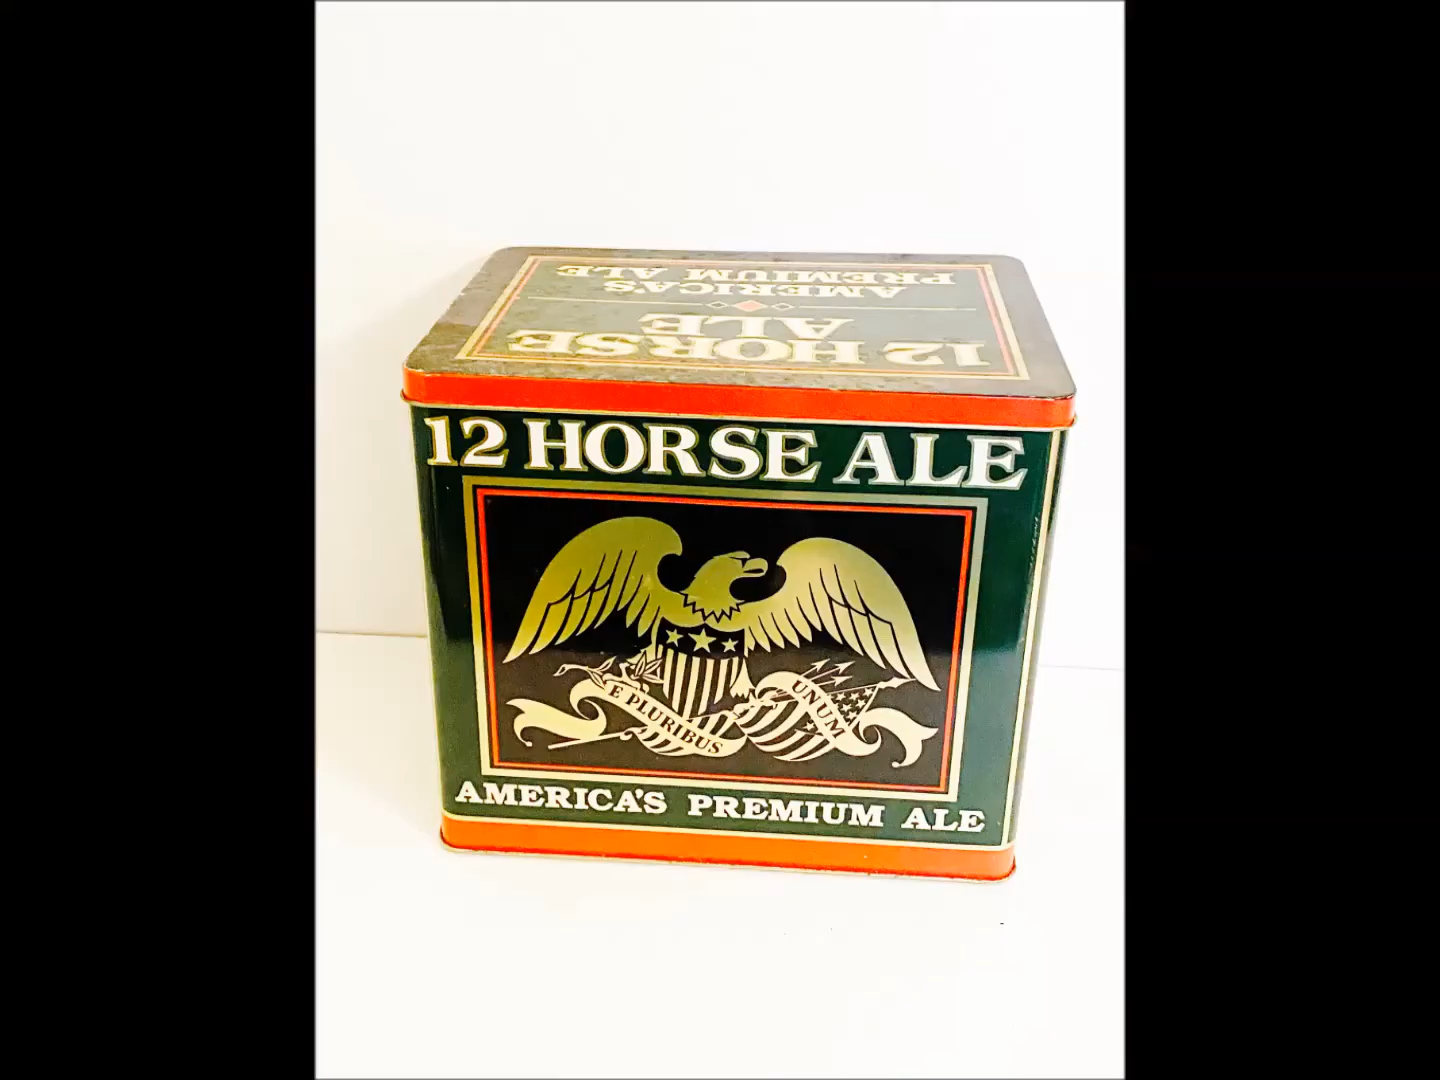 12 HORSE
ALE
AMERICA'S
PREMIUM ALE
12 HORSE ALE
E PLURIBUS
UNUM
AMERICA'S PREMIUM ALE